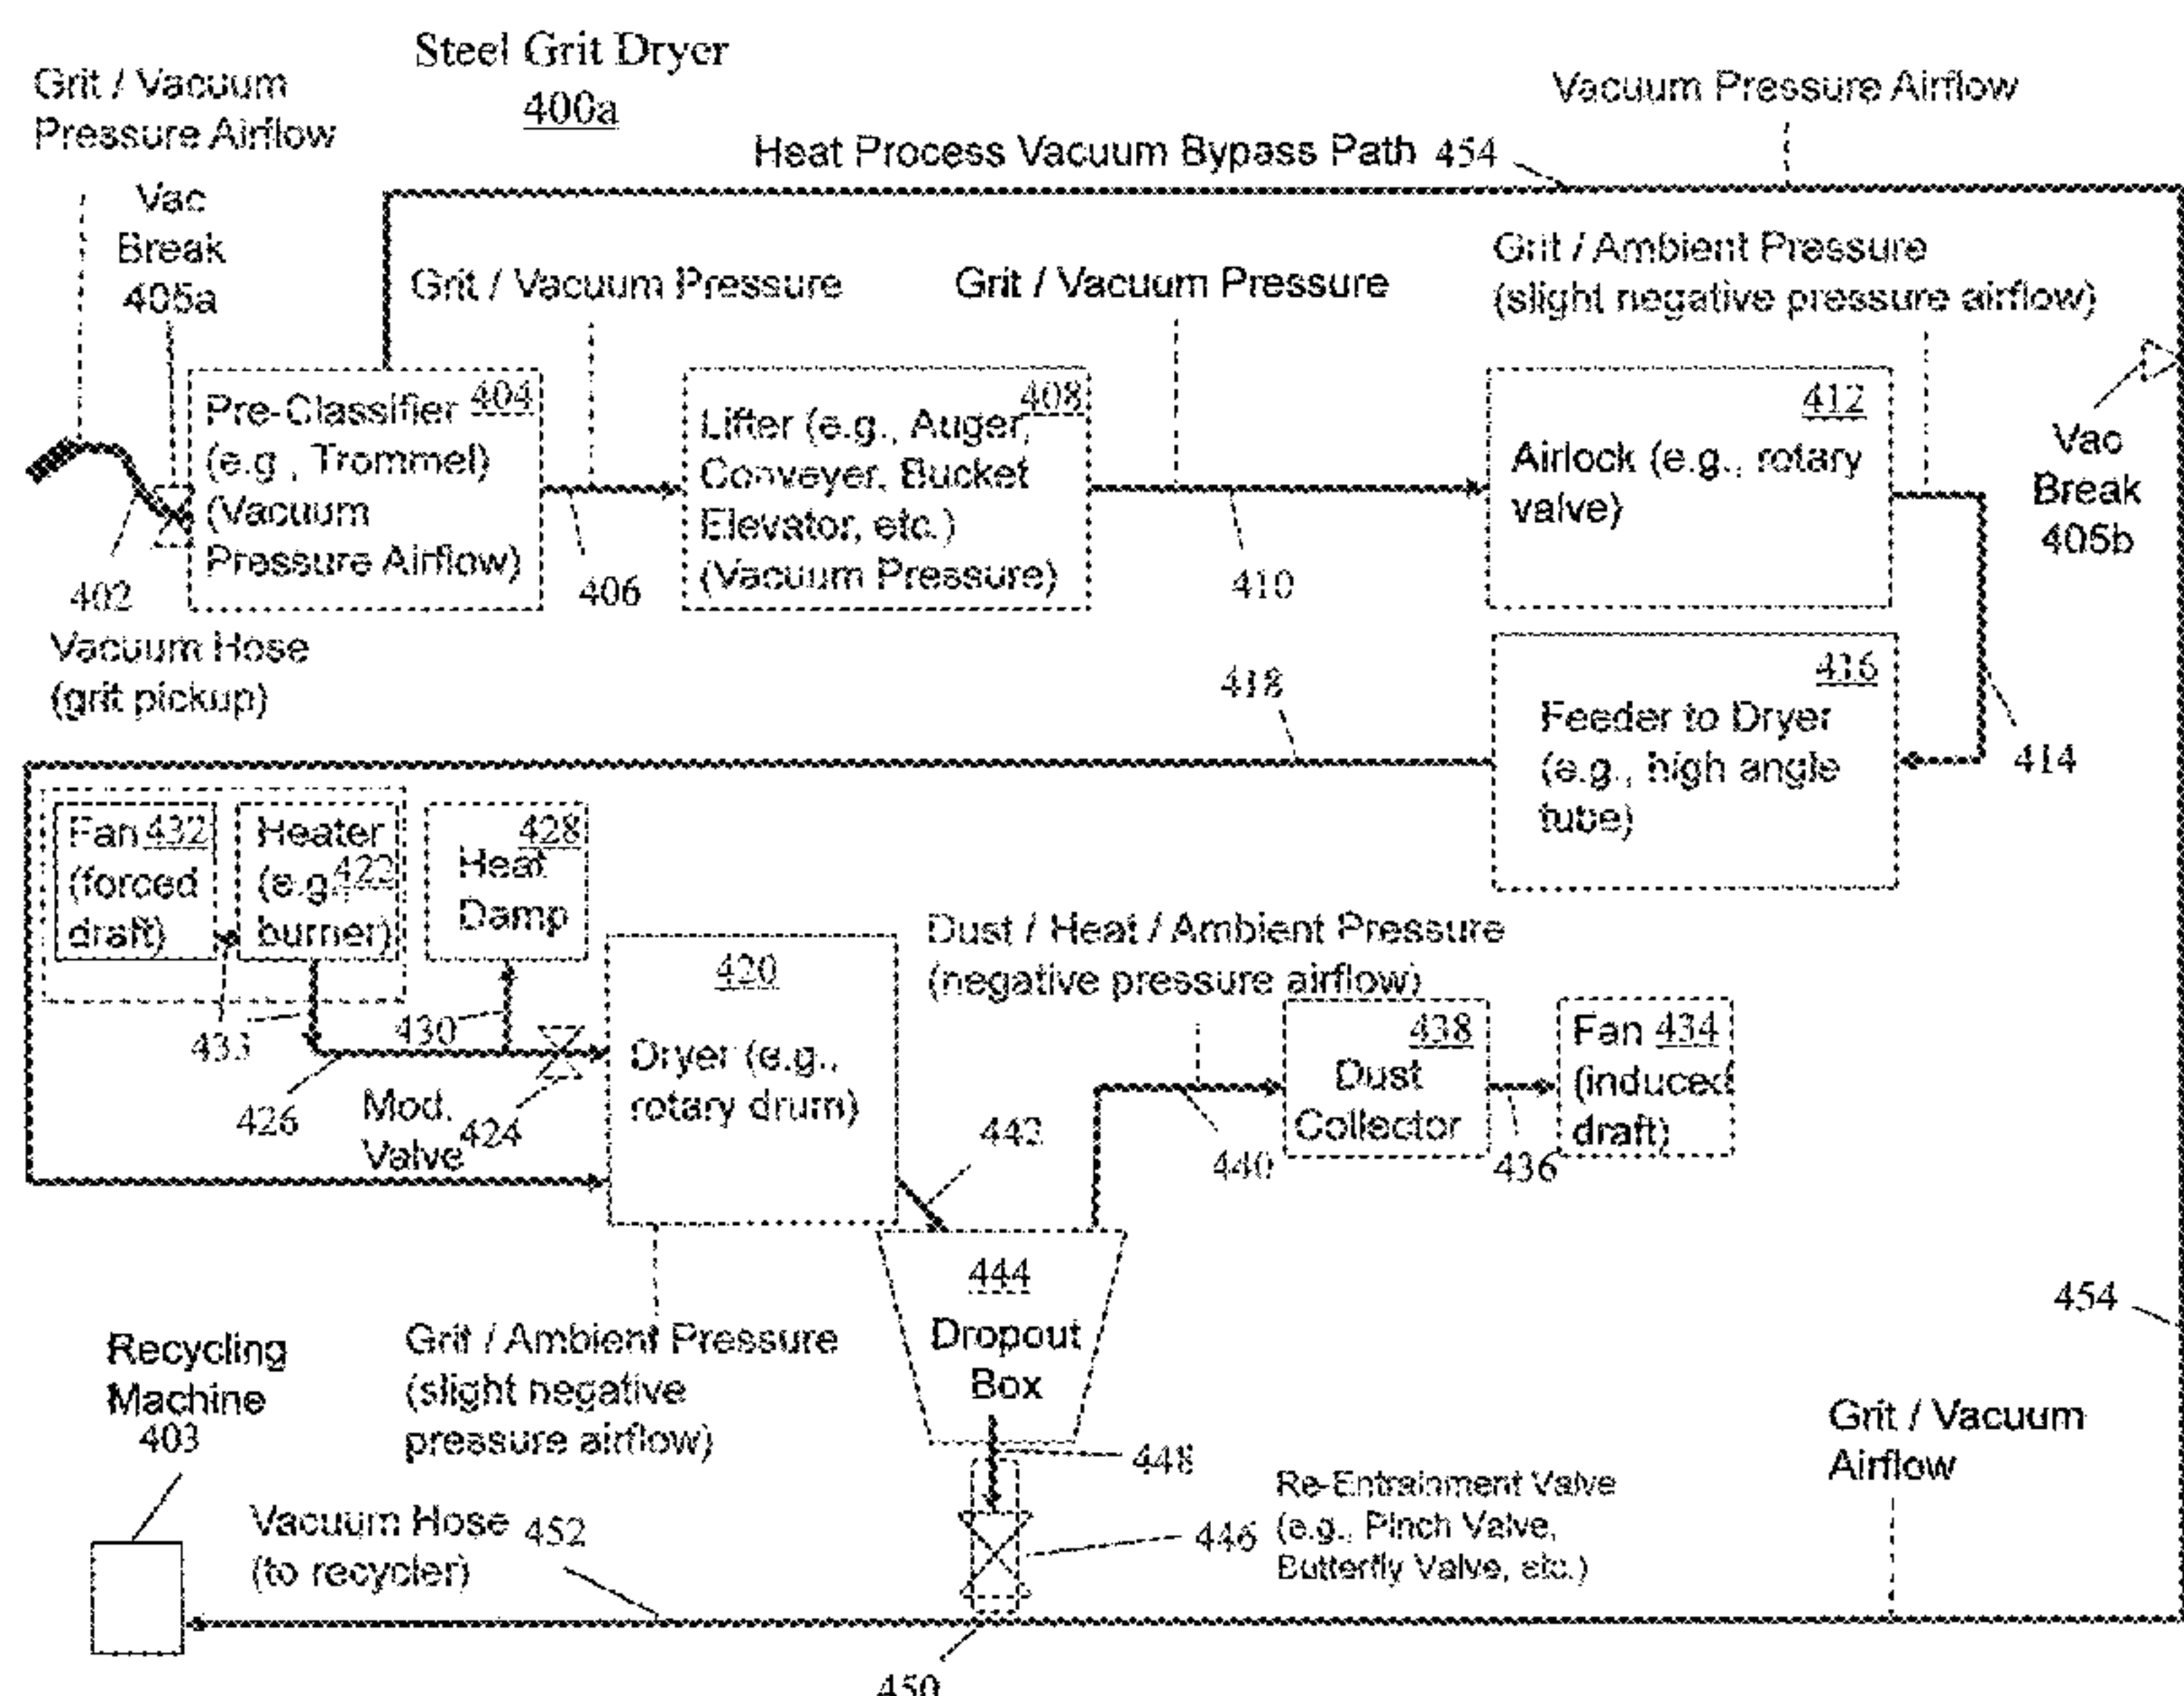 Steel Grit Dryer
400a
Grit / Vacuum
Pressure Airflow
Vacuum Pressure Airflow
Heat Process Vacuum Bypass Path 454
Vac
Break
405a
Grit / Vacuum Pressure
Grit / Vacuum Pressure
Grit / Ambient Pressure
(slight negative pressure airflow)
Pre-Classifier 404
(e.g., Trommel)
(Vacuum
Pressure Airflow)
408
Lifter (e.g., Auger,
Conveyer, Bucket
Elevator, etc.)
(Vacuum Pressure)
412
Airlock (e.g., rotary
valve)
Vac
Break
405b
402
Vacuum Hose
(grit pickup)
406
410
414
416
Feeder to Dryer
(e.g., high angle
tube)
418
Fan 432
(forced
draft)
Heater
(e.g., 422
burner)
428
Heat
Damp
433
430
426
Mod.
Valve 424
420
Dryer (e.g.,
rotary drum)
Dust / Heat / Ambient Pressure
(negative pressure airflow)
438
Dust
Collector
Fan 434
(induced
draft)
442
440
436
444
Dropout
Box
454
Grit / Ambient Pressure
(slight negative
pressure airflow)
Recycling
Machine
403
448
Grit / Vacuum
Airflow
Vacuum Hose 452
(to recycler)
446
Re-Entrainment Valve
(e.g., Pinch Valve,
Butterfly Valve, etc.)
450